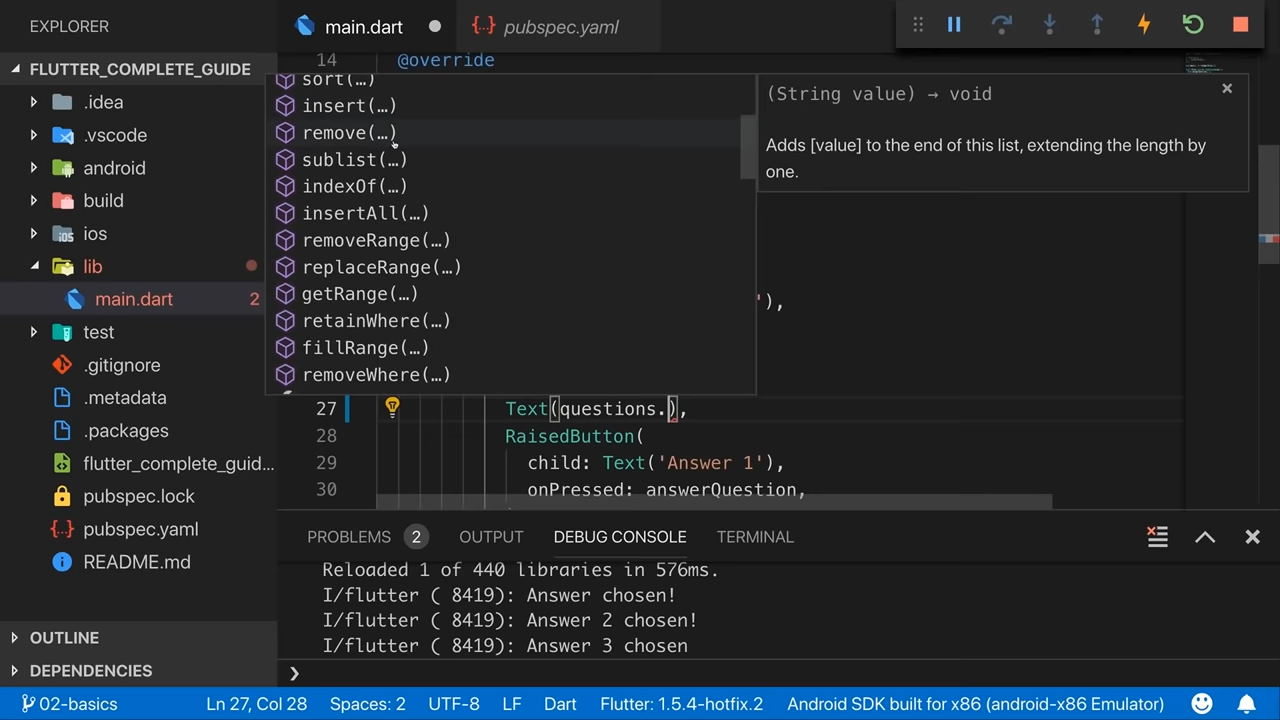 EXPLORER
FLUTTER_COMPLETE_GUIDE
.idea
.vscode
android
build
ios
lib
main.dart 2
test
.gitignore
.metadata
.packages
flutter_complete_guid...
pubspec.lock
pubspec.yaml
README.md
OUTLINE
DEPENDENCIES
main.dart
pubspec.yaml
14 @override
sort(…)
insert(…)
remove(…)
sublist(…)
indexOf(…)
insertAll(…)
removeRange(…)
replaceRange(…)
getRange(…)
retainWhere(…)
fillRange(…)
removeWhere(…)
(String value) → void
Adds [value] to the end of this list, extending the length by
one.
'),
27 Text(questions.),
28 RaisedButton(
29 child: Text('Answer 1'),
30 onPressed: answerQuestion,
PROBLEMS 2 OUTPUT DEBUG CONSOLE TERMINAL
Reloaded 1 of 440 libraries in 576ms.
I/flutter ( 8419): Answer chosen!
I/flutter ( 8419): Answer 2 chosen!
I/flutter ( 8419): Answer 3 chosen
❯
02-basics Ln 27, Col 28 Spaces: 2 UTF-8 LF Dart Flutter: 1.5.4-hotfix.2 Android SDK built for x86 (android-x86 Emulator)